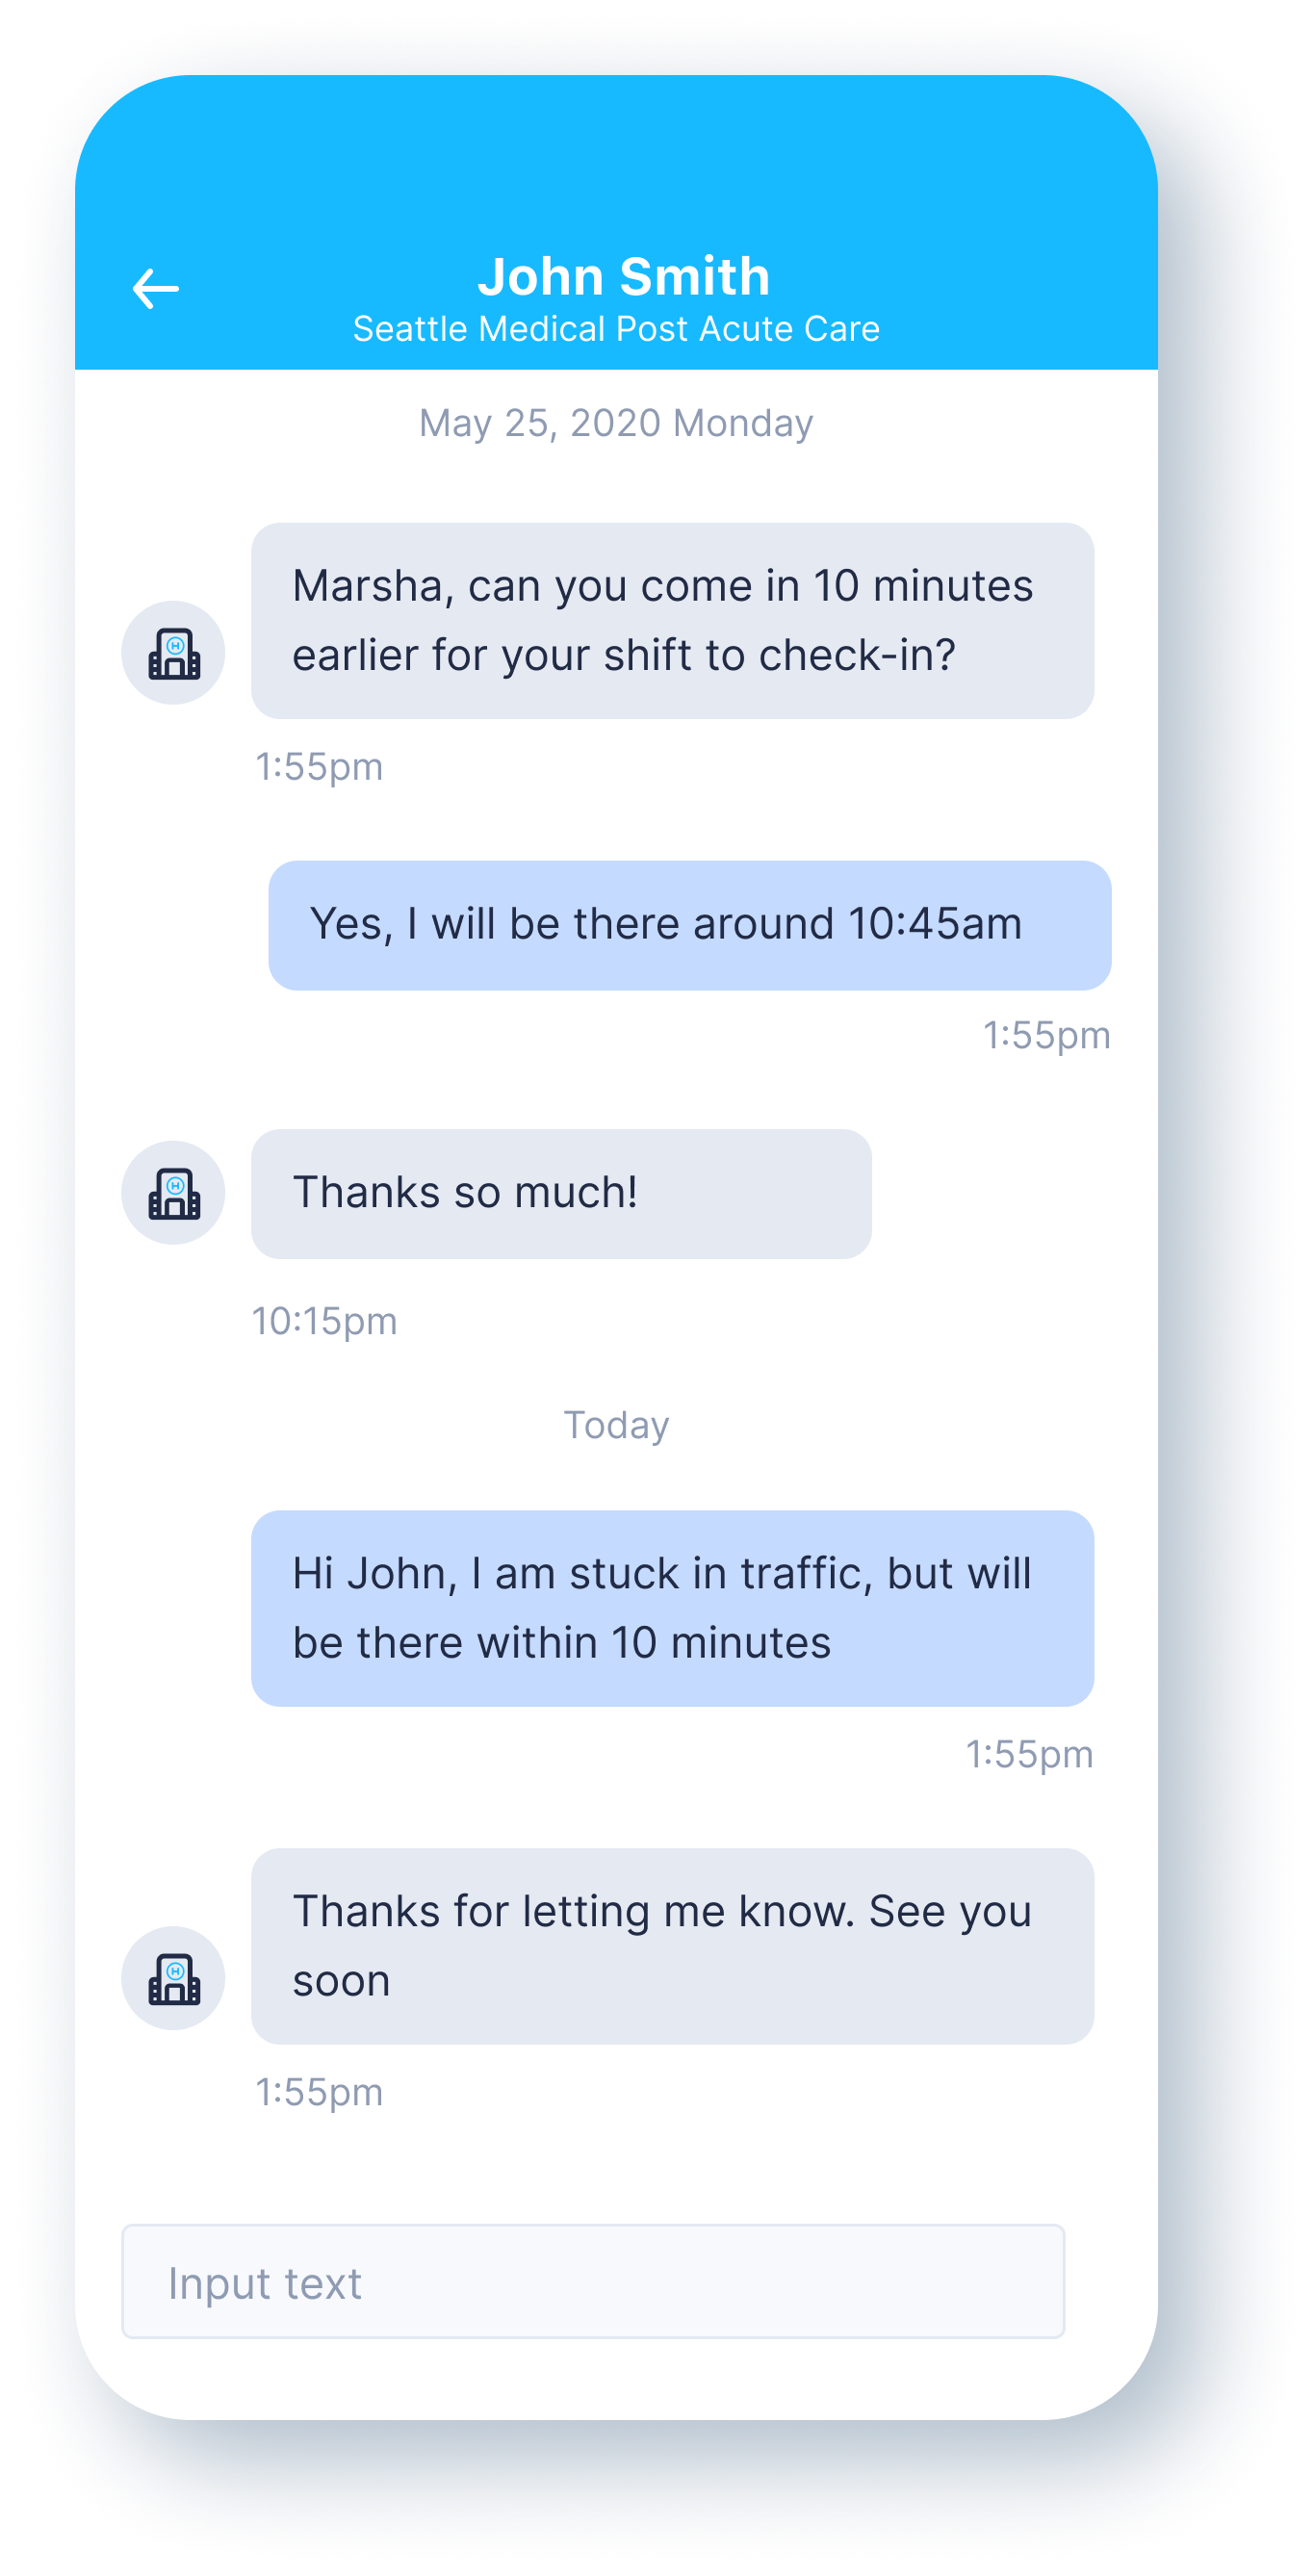 John Smith
Seattle Medical Post Acute Care
May 25, 2020 Monday
Marsha, can you come in 10 minutes
earlier for your shift to check-in?
1:55pm
Yes, I will be there around 10:45am
1:55pm
Thanks so much!
10:15pm
Today
Hi John, I am stuck in traffic, but will
be there within 10 minutes
1:55pm
Thanks for letting me know. See you
soon
1:55pm
Input text